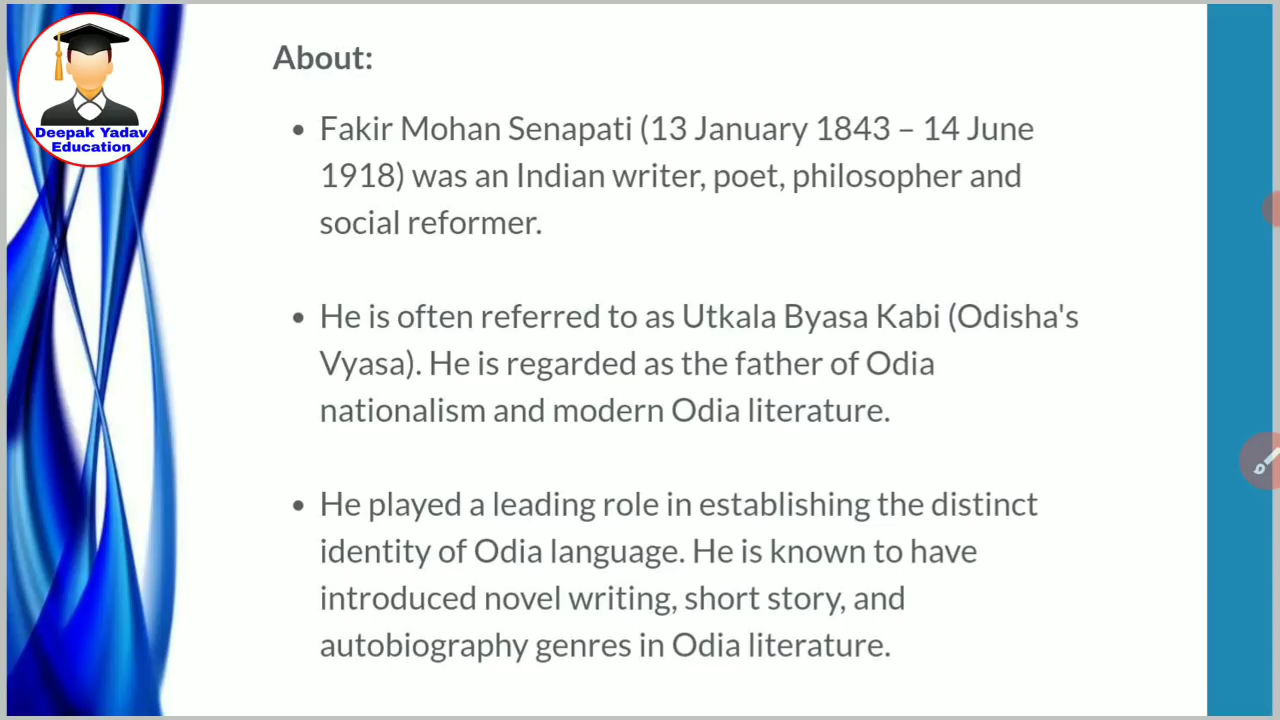 Deepak Yadav
Education
About:
• Fakir Mohan Senapati (13 January 1843 – 14 June
1918) was an Indian writer, poet, philosopher and
social reformer.
• He is often referred to as Utkala Byasa Kabi (Odisha's
Vyasa). He is regarded as the father of Odia
nationalism and modern Odia literature.
• He played a leading role in establishing the distinct
identity of Odia language. He is known to have
introduced novel writing, short story, and
autobiography genres in Odia literature.